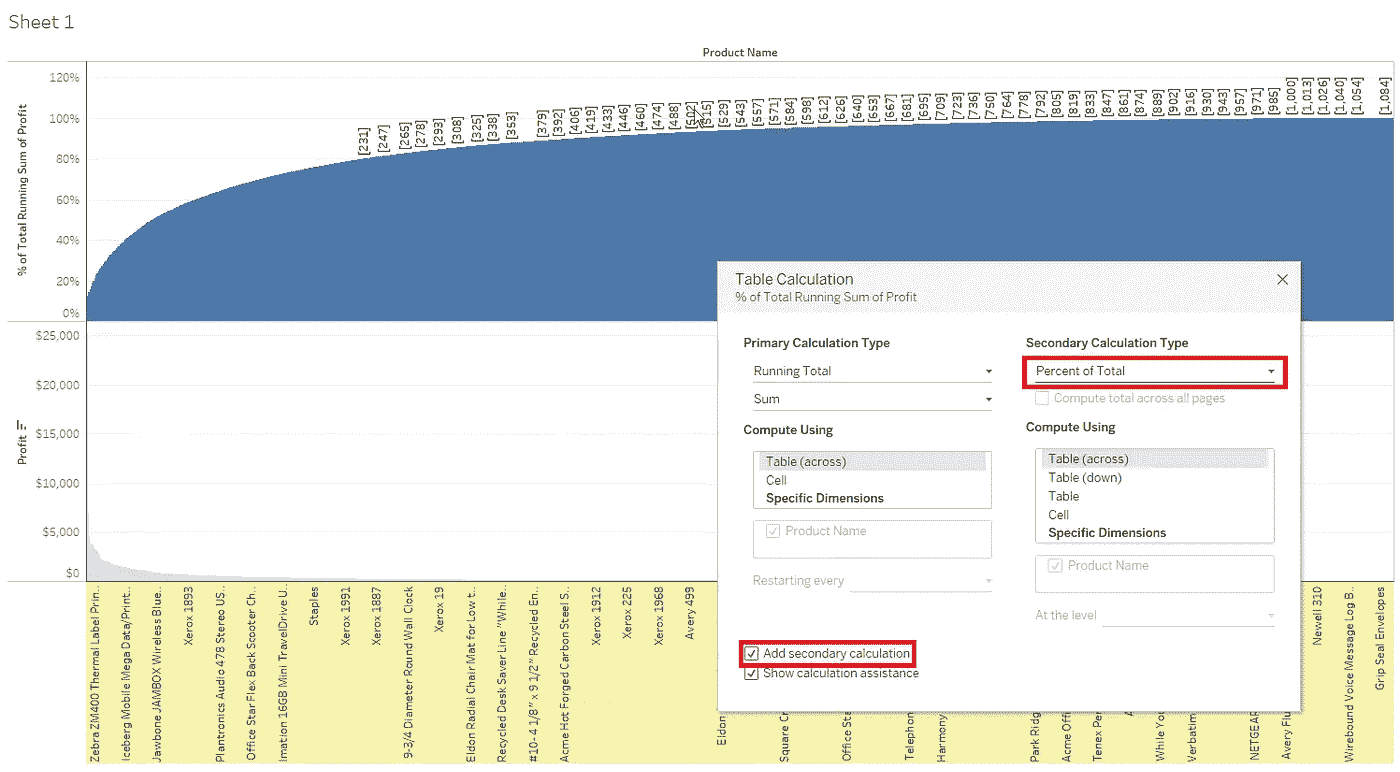 Sheet 1
Product Name
120%
100%
80%
60%
40%
20%
0%
% of Total Running Sum of Profit
[231]
[247]
[265]
[278]
[293]
[308]
[325]
[338]
[353]
[379]
[392]
[406]
[419]
[433]
[446]
[460]
[474]
[488]
[502]
[515]
[529]
[543]
[557]
[571]
[584]
[598]
[612]
[626]
[640]
[653]
[667]
[681]
[695]
[709]
[723]
[736]
[750]
[764]
[778]
[792]
[805]
[819]
[833]
[847]
[861]
[874]
[889]
[902]
[916]
[930]
[943]
[957]
[971]
[986]
[1,000]
[1,013]
[1,026]
[1,040]
[1,054]
[1,084]
$25,000
$20,000
$15,000
$10,000
$5,000
$0
Profit
Table Calculation
% of Total Running Sum of Profit
Primary Calculation Type
Running Total
Sum
Compute Using
Table (across)
Cell
Specific Dimensions
Product Name
Restarting every
Add secondary calculation
Show calculation assistance
Secondary Calculation Type
Percent of Total
Compute total across all pages
Compute Using
Table (across)
Table (down)
Table
Cell
Specific Dimensions
Product Name
At the level
Zebra ZM400 Thermal Label Prin..
Iceberg Mobile Mega Data/Print..
Jawbone JAMBOX Wireless Blue..
Xerox 1893
Plantronics Audio 478 Stereo US..
Office Star Flex Back Scooter Ch..
Imation 16GB Mini TravelDrive U..
Staples
Xerox 1991
Xerox 1887
9-3/4 Diameter Round Wall Clock
Xerox 19
Eldon Radial Chair Mat for Low t..
Recycled Desk Saver Line "While..
#10- 4 1/8" x 9 1/2" Recycled En..
Acme Hot Forged Carbon Steel S..
Xerox 1912
Xerox 225
Xerox 1968
Avery 499
Eldon
Square Cr
Office Sta
Telephon
Harmony
Park Ridg
Acme Offi
Tenex Per
A
While Yo
Verbatim
NETGEAR
Avery Flu
Newell 310
Wirebound Voice Message Log B..
Grip Seal Envelopes